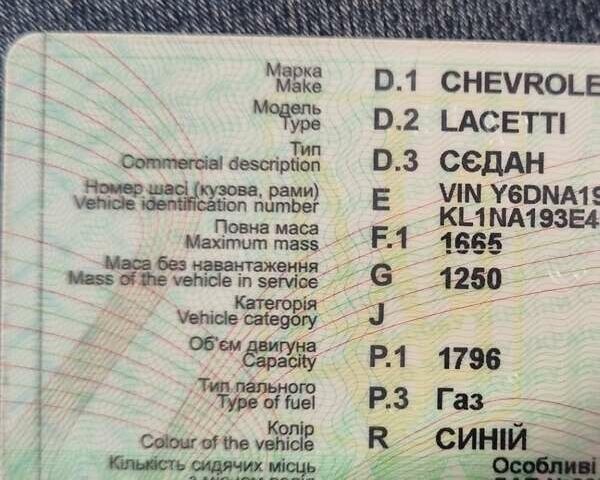 Марка D.1 CHEVROLE
Make
Модель D.2 LACETTI
Type
Тип D.3 СЄДАН
Commercial description
Номер шасі (кузова, рами) E VIN Y6DNA19
Vehicle identification number KL1NA193E4
Повна маса F.1 1665
Maximum mass
Маса без навантаження G 1250
Mass of the vehicle in service
Категорія J
Vehicle category
Об'єм двигуна P.1 1796
Capacity
Тип пального P.3 Газ
Type of fuel
Колір R СИНІЙ
Colour of the vehicle
Кількість сидячих місць Особливі